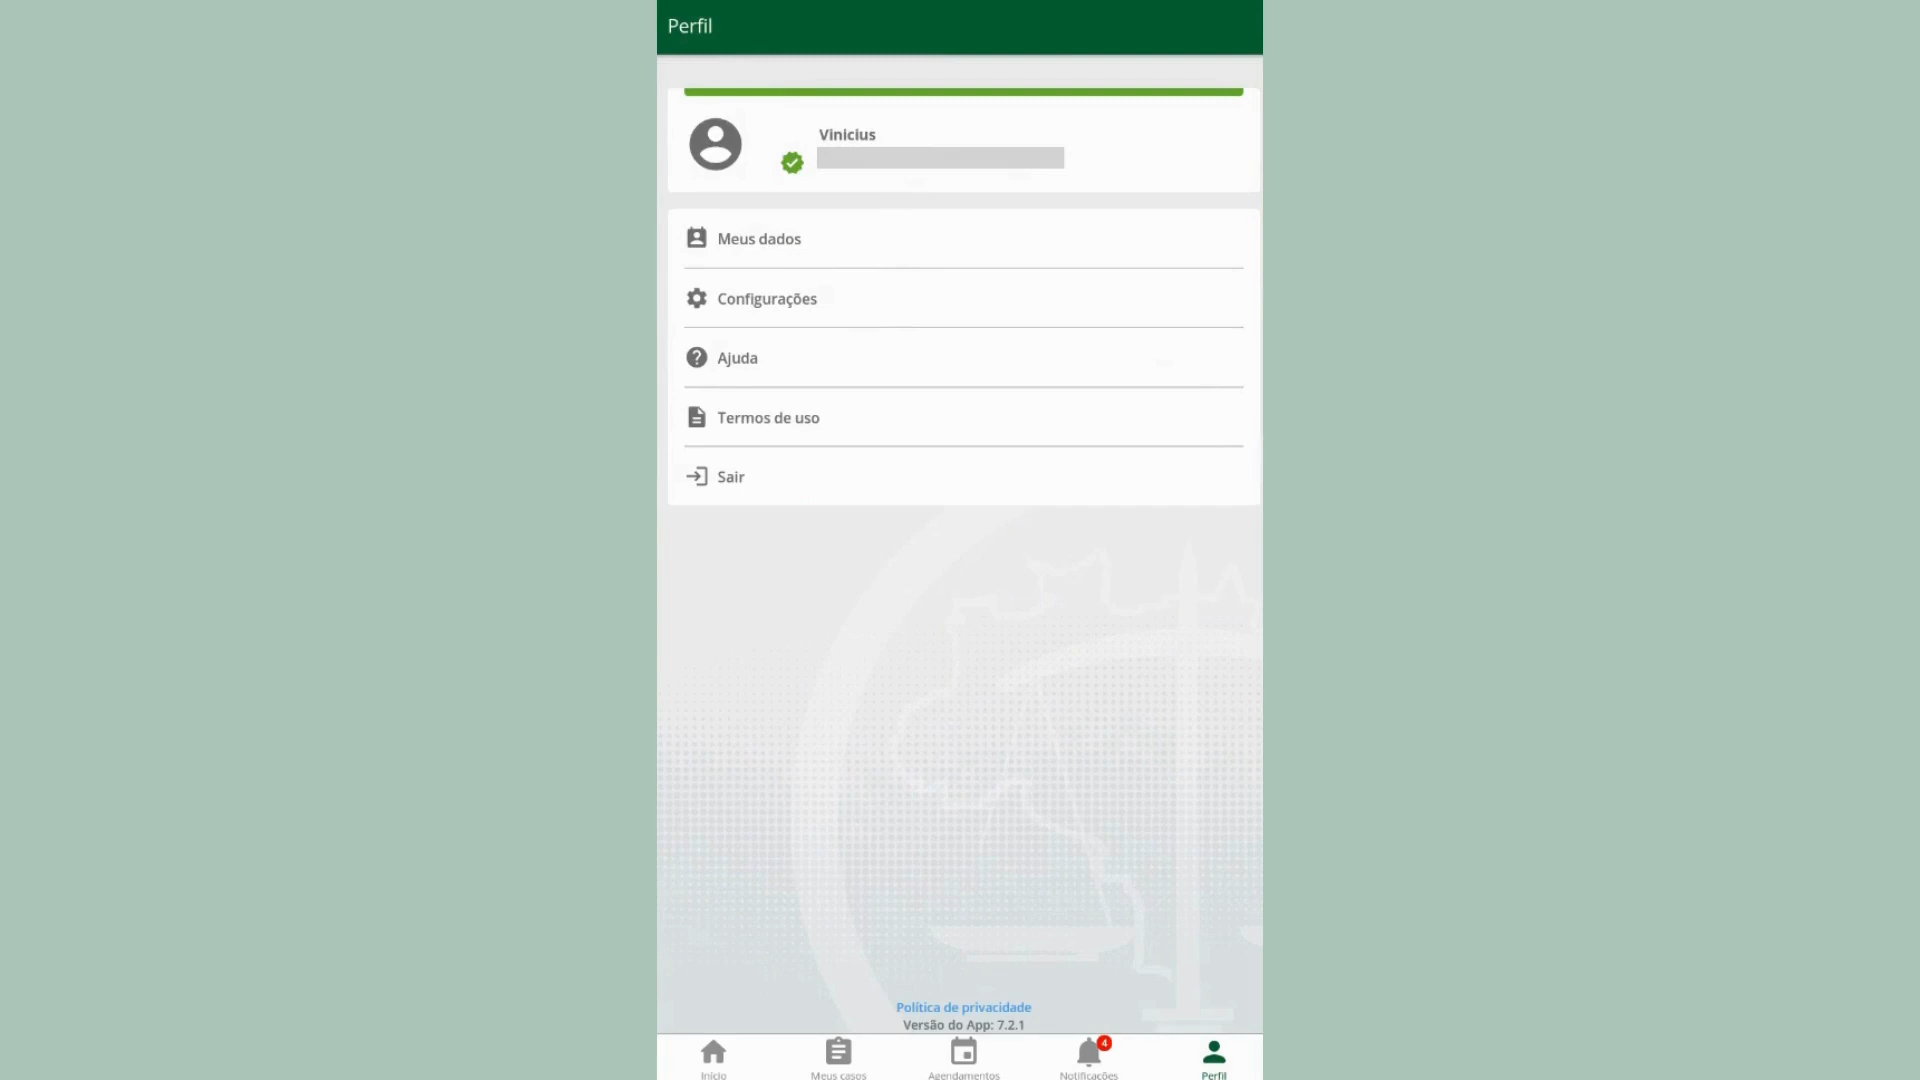 Perfil
Vinicius
Meus dados
Configurações
Ajuda
Termos de uso
Sair
Política de privacidade
Versão do App: 7.2.1
4
Início
Meus casos
Agendamentos
Notificações
Perfil